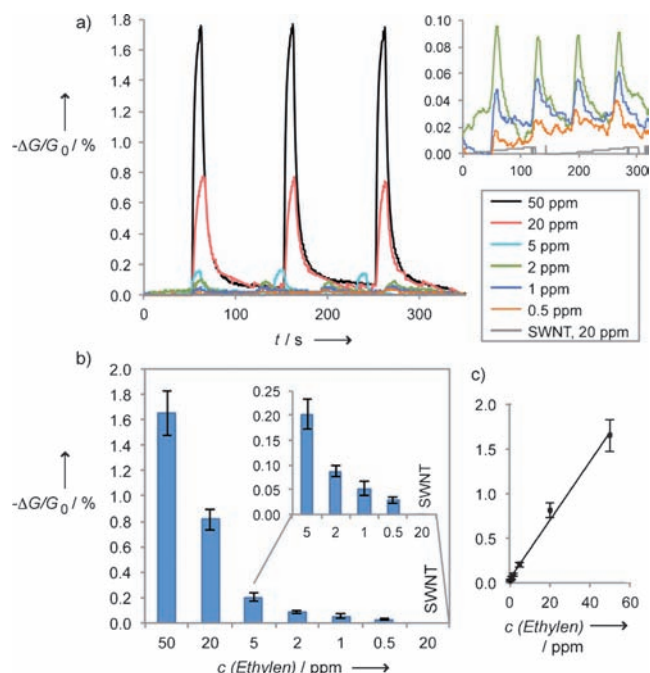 a)
1.8
1.6
1.4
1.2
1.0
0.8
0.6
0.4
0.2
0.0
-ΔG/G0 / %
0 100 200 300
t / s
0.10
0.08
0.06
0.04
0.02
0.00
0 100 200 300
50 ppm
20 ppm
5 ppm
2 ppm
1 ppm
0.5 ppm
SWNT, 20 ppm
b)
2.0
1.8
1.6
1.4
1.2
1.0
0.8
0.6
0.4
0.2
0.0
-ΔG/G0 / %
50 20 5 2 1 0.5 20
SWNT
c (Ethylen) / ppm
0.25
0.20
0.15
0.10
0.05
0.00
5 2 1 0.5 20
SWNT
c)
2.0
1.5
1.0
0.5
0.0
0 20 40 60
c (Ethylen)
/ ppm